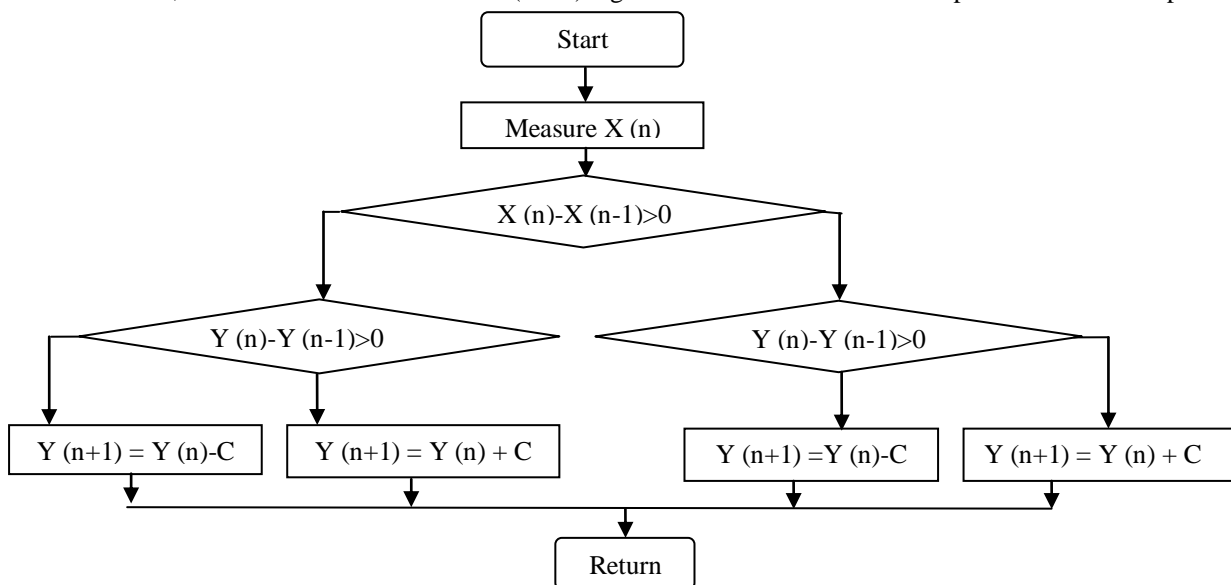 Start
Measure X (n)
X (n)-X (n-1)>0
Y (n)-Y (n-1)>0
Y (n)-Y (n-1)>0
Y (n+1) = Y (n)-C
Y (n+1) = Y (n) + C
Y (n+1) =Y (n)-C
Y (n+1) = Y (n) + C
Return